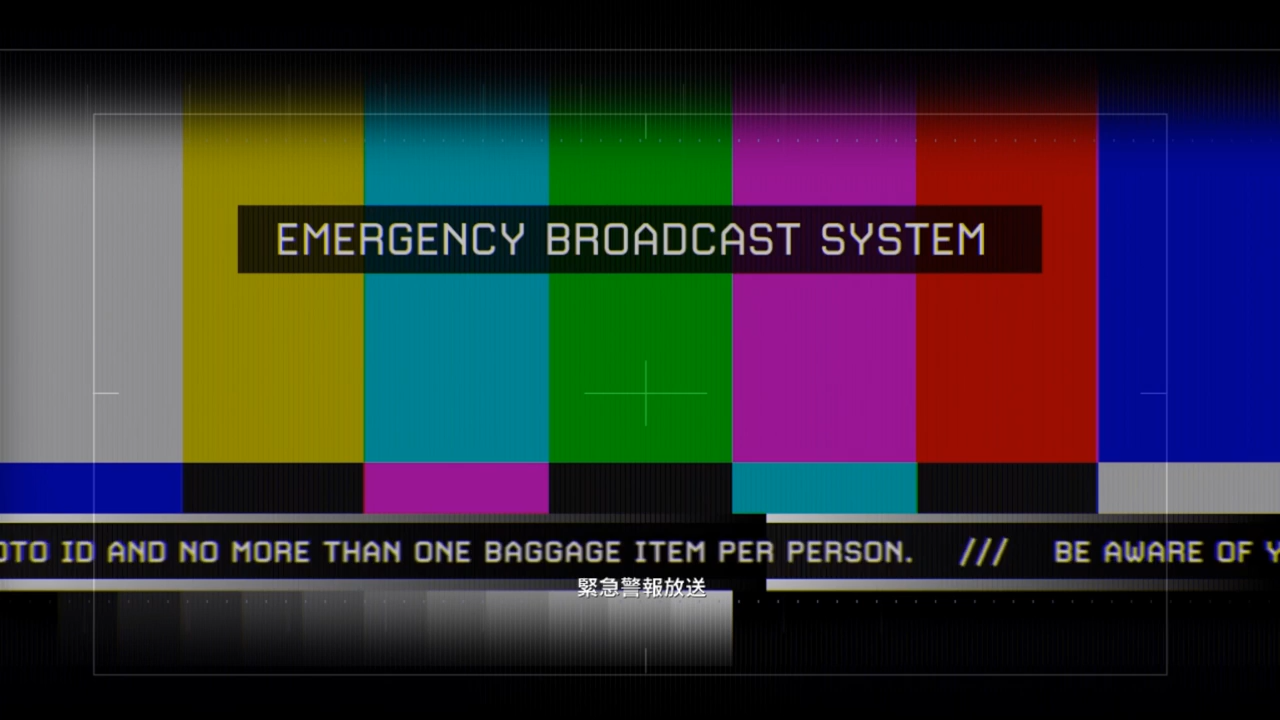 EMERGENCY BROADCAST SYSTEM
ID AND NO MORE THAN ONE BAGGAGE ITEM PER PERSON. /// BE AWARE OF
緊急警報放送